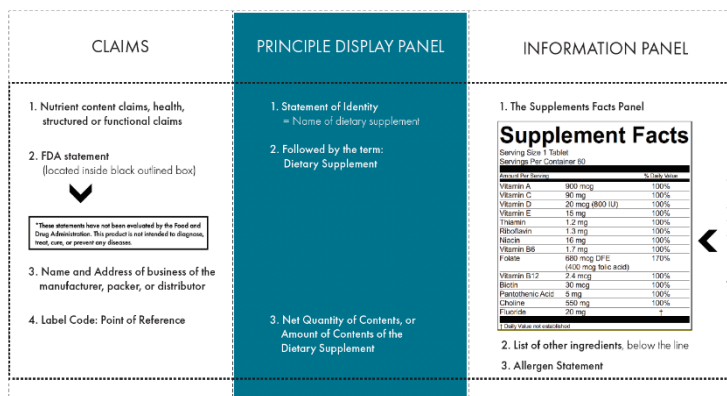 CLAIMS
1. Nutrient content claims, health,
structured or functional claims
2. FDA statement
(located inside black outlined box)
*These statements have not been evaluated by the Food and
Drug Administration. This product is not intended to diagnose,
treat, cure, or prevent any diseases.
3. Name and Address of business of the
manufacturer, packer, or distributor
4. Label Code: Point of Reference
PRINCIPLE DISPLAY PANEL
1. Statement of Identity
= Name of dietary supplement
2. Followed by the term:
Dietary Supplement
3. Net Quantity of Contents, or
Amount of Contents of the
Dietary Supplement
INFORMATION PANEL
1. The Supplements Facts Panel
Supplement Facts
Serving Size 1 Tablet
Servings Per Container 60
Amount Per Serving % Daily Value
Vitamin A 900 mcg 100%
Vitamin C 90 mg 100%
Vitamin D 20 mcg (800 IU) 100%
Vitamin E 15 mg 100%
Thiamin 1.2 mg 100%
Riboflavin 1.3 mg 100%
Niacin 16 mg 100%
Vitamin B6 1.7 mg 100%
Folate 680 mcg DFE 170%
(400 mcg folic acid)
Vitamin B12 2.4 mcg 100%
Biotin 30 mcg 100%
Pantothenic Acid 5 mg 100%
Choline 550 mg 100%
Fluoride 20 mg †
† Daily Value not established
2. List of other ingredients, below the line
3. Allergen Statement